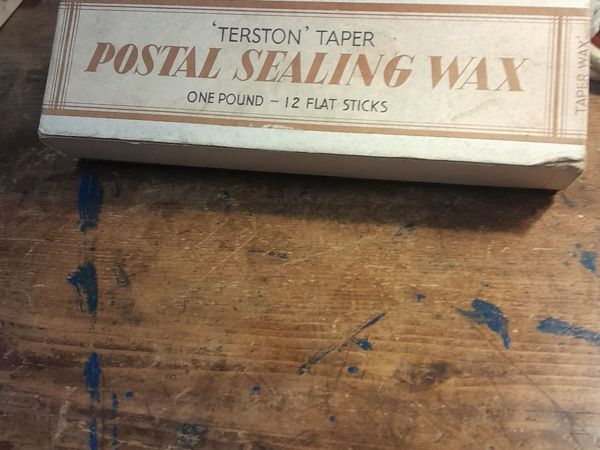 'TERSTON' TAPER
POSTAL SEALING WAX
ONE POUND – 12 FLAT STICKS
TAPER WAX